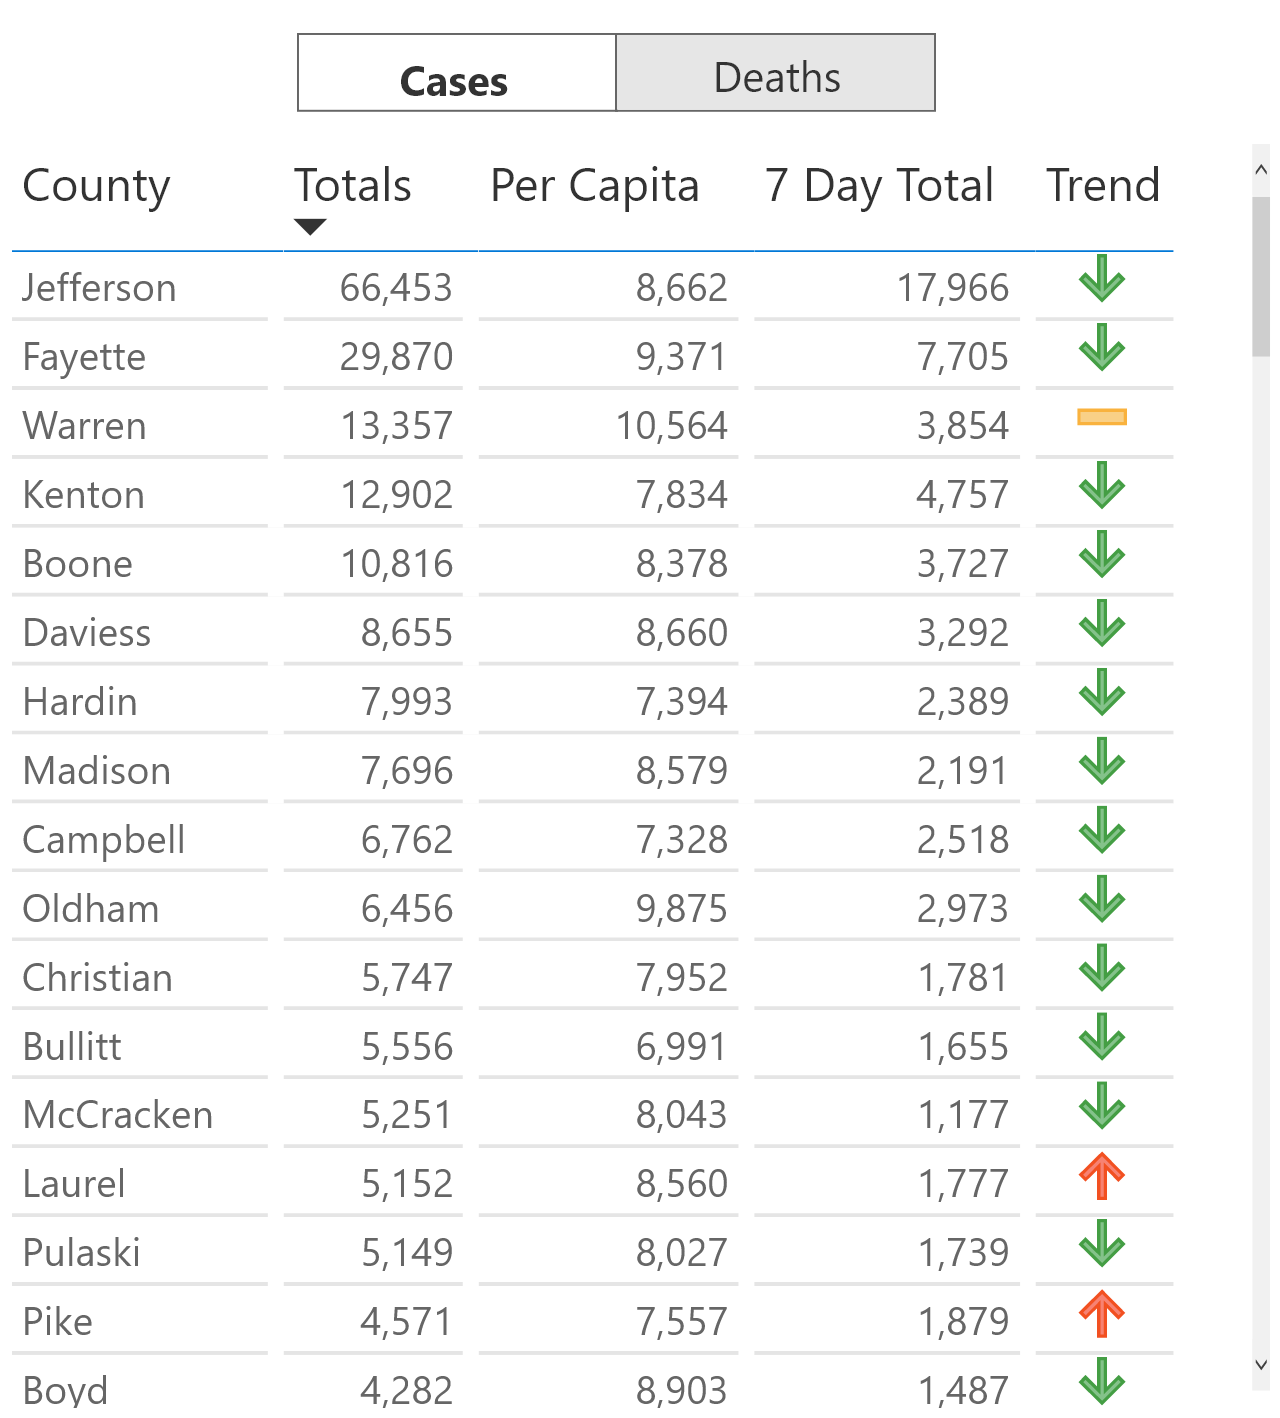 Cases Deaths
County Totals Per Capita 7 Day Total Trend
Jefferson 66,453 8,662 17,966
Fayette 29,870 9,371 7,705
Warren 13,357 10,564 3,854
Kenton 12,902 7,834 4,757
Boone 10,816 8,378 3,727
Daviess 8,655 8,660 3,292
Hardin 7,993 7,394 2,389
Madison 7,696 8,579 2,191
Campbell 6,762 7,328 2,518
Oldham 6,456 9,875 2,973
Christian 5,747 7,952 1,781
Bullitt 5,556 6,991 1,655
McCracken 5,251 8,043 1,177
Laurel 5,152 8,560 1,777
Pulaski 5,149 8,027 1,739
Pike 4,571 7,557 1,879
Boyd 4,282 8,903 1,487